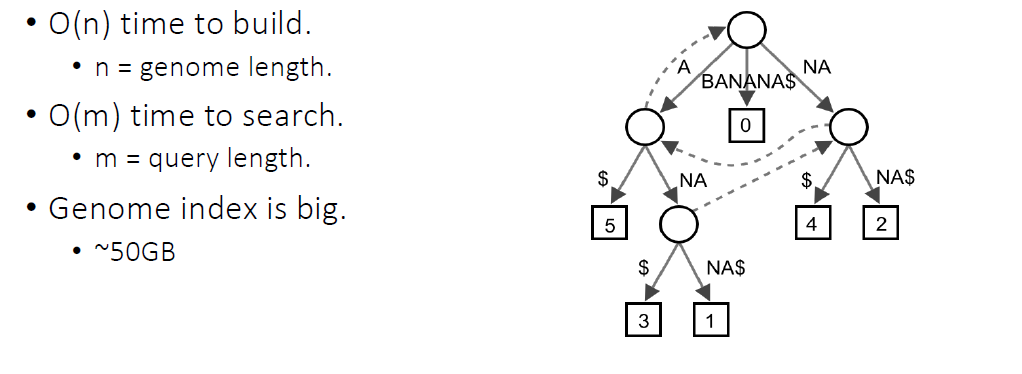 • O(n) time to build.
• n = genome length.
• O(m) time to search.
• m = query length.
• Genome index is big.
• ~50GB
A
BANANA$
NA
0
$
NA
$
NA$
5
4
2
$
NA$
3
1